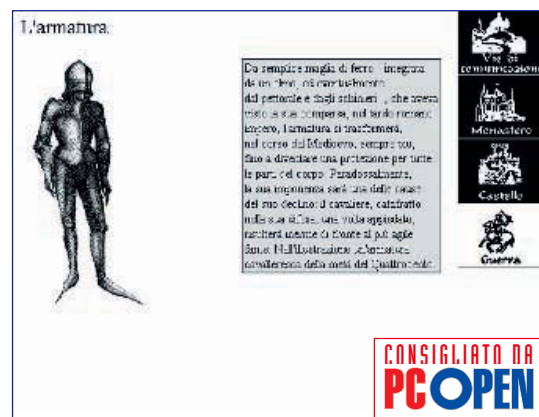 L'armatura
Da semplice maglia di ferro integrata
da un elmo, ed eventualmente
dal pettorale e dagli schinieri, che aveva
visto la sua comparsa, nel tardo romano
impero, l'armatura si trasformerà,
nel corso del Medioevo, sempre più,
fino a diventare una protezione per tutte
le parti del corpo. Paradossalmente,
la sua imponenza sarà una delle cause
del suo declino: il cavaliere, catafratto
nella sua difesa, una volta appiedato,
risulterà inerme di fronte al più agile
fante. Nell'illustrazione un'armatura
cavalleresca della metà del Quattrocento.
Vie di
comunicazione
Monastero
Castello
Guerra
CONSIGLIATO DA
PC OPEN